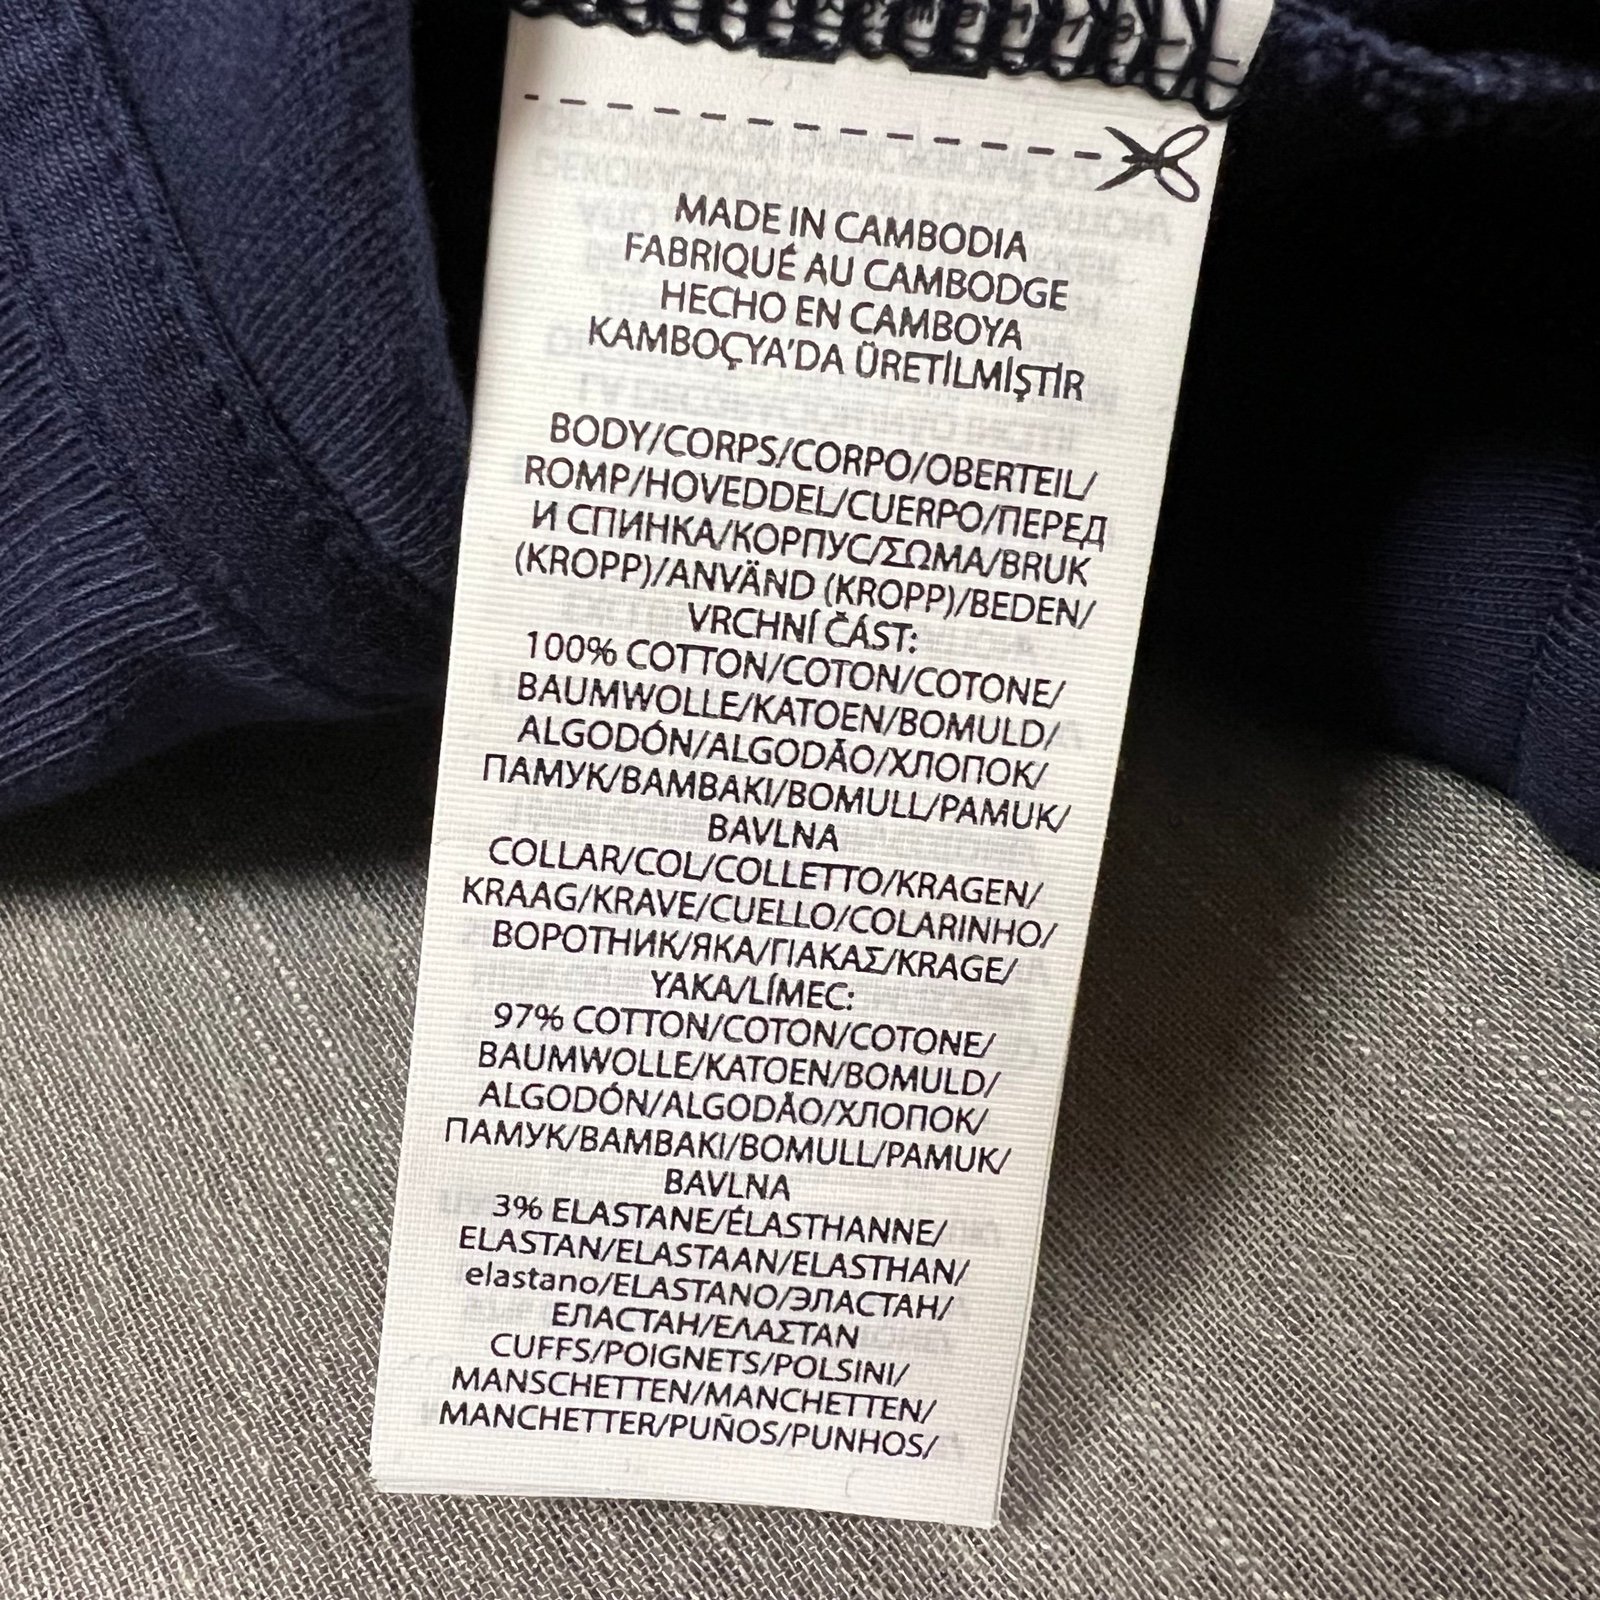 MADE IN CAMBODIA
FABRIQUÉ AU CAMBODGE
HECHO EN CAMBOYA
KAMBOÇYA'DA ÜRETİLMİŞTİR
BODY/CORPS/CORPO/OBERTEIL/
ROMP/HOVEDDEL/CUERPO/ПЕРЕД
И СПИНКА/КОРПУС/ΣΩΜΑ/BRUK
(KROPP)/ANVÄND (KROPP)/BEDEN/
VRCHNÍ ČÁST:
100% COTTON/COTON/COTONE/
BAUMWOLLE/KATOEN/BOMULD/
ALGODÓN/ALGODÃO/ХЛОПОК/
ПАМУК/BAMBAKI/BOMULL/PAMUK/
BAVLNA
COLLAR/COL/COLLETTO/KRAGEN/
KRAAG/KRAVE/CUELLO/COLARINHO/
ВОРОТНИК/ЯКА/ΓΙΑΚΑΣ/KRAGE/
YAKA/LÍMEC:
97% COTTON/COTON/COTONE/
BAUMWOLLE/KATOEN/BOMULD/
ALGODÓN/ALGODÃO/ХЛОПОК/
ПАМУК/BAMBAKI/BOMULL/PAMUK/
BAVLNA
3% ELASTANE/ÉLASTHANNE/
ELASTAN/ELASTAAN/ELASTHAN/
elastano/ELASTANO/ЭЛАСТАН/
ЕЛАСТАН/ΕΛΑΣΤΑΝ
CUFFS/POIGNETS/POLSINI/
MANSCHETTEN/MANCHETTEN/
MANCHETTER/PUÑOS/PUNHOS/